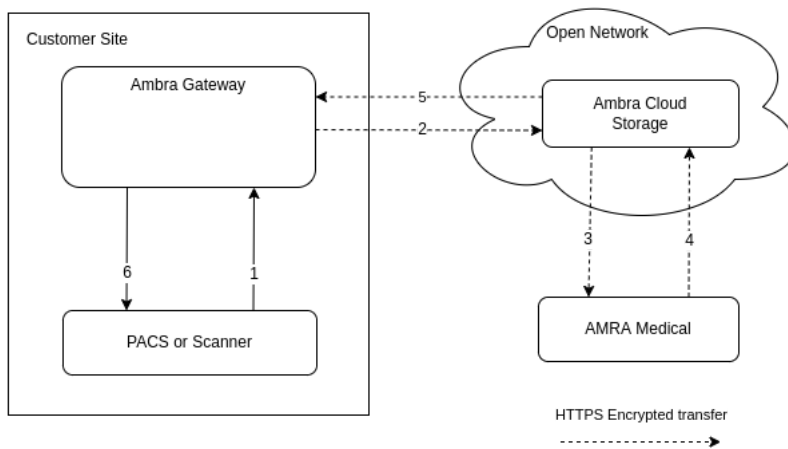 Customer Site
Open Network
Ambra Gateway
Ambra Cloud
Storage
5
2
3
4
6
1
PACS or Scanner
AMRA Medical
HTTPS Encrypted transfer